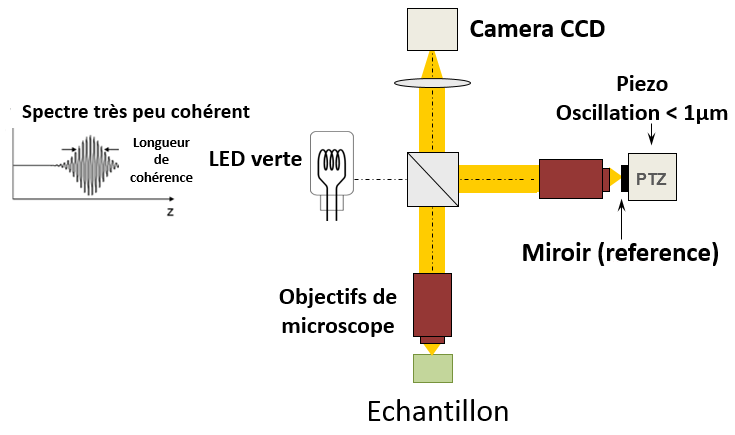 Camera CCD
Piezo
Oscillation < 1µm
Spectre très peu cohérent
Longueur
de
cohérence
LED verte
PTZ
z
Miroir (reference)
Objectifs de
microscope
Echantillon